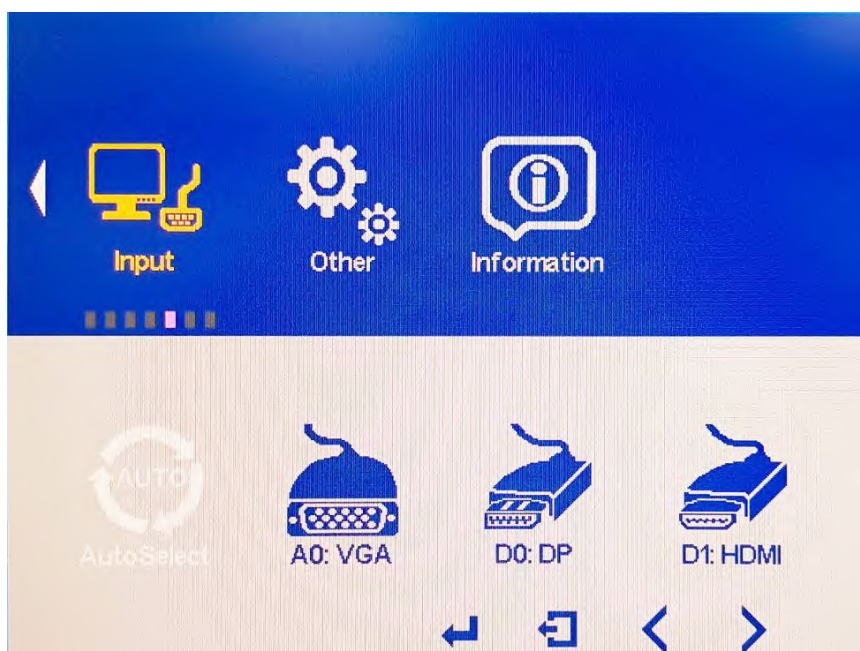 Input
Other
Information
AUTO
AutoSelect
A0: VGA
D0: DP
D1: HDMI